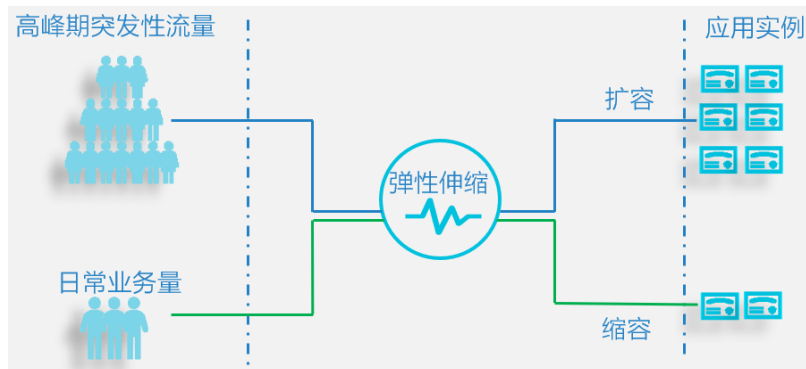 高峰期突发性流量
应用实例
扩容
弹性伸缩
日常业务量
缩容